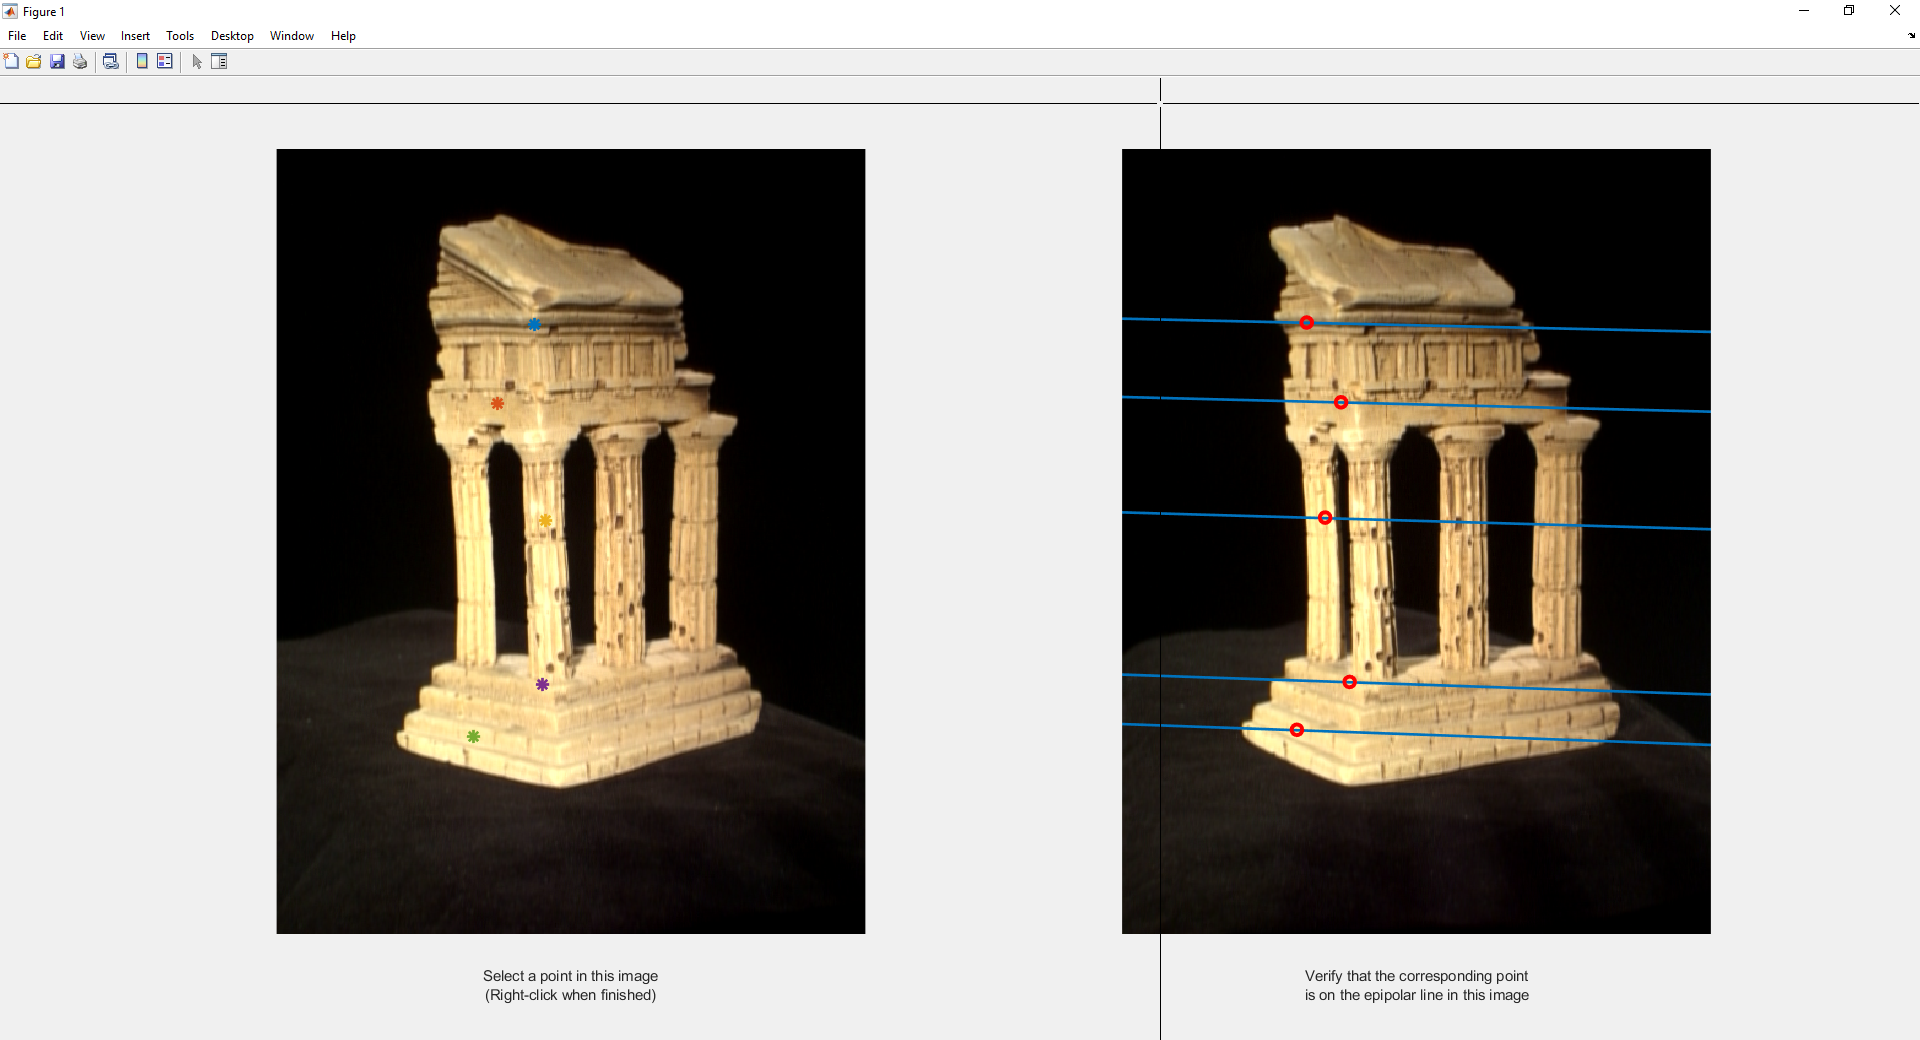 Figure 1
File Edit View Insert Tools Desktop Window Help
Select a point in this image
(Right-click when finished)
Verify that the corresponding point
is on the epipolar line in this image